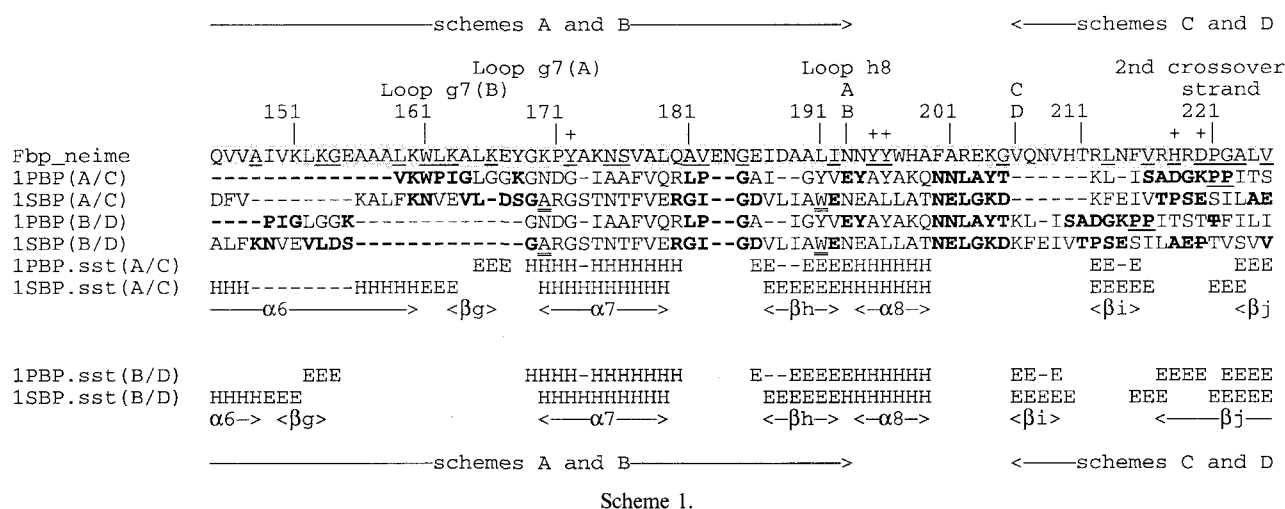 <————schemes A and B————> <——schemes C and D
Loop g7(A) Loop h8 2nd crossover
Loop g7(B) A C strand
151 161 171 181 191 B 201 D 211 221
| | |+ | | | ++ | | | + +|
Fbp_neime QVVAIVKLKGEAAALKWLKALKEYGKPYAKNSVALQAVENGEIDAALINNYYWHAFAREKGVQNVHTRLNFVRHRDPGALV
1PBP(A/C) --------------VKWPIGLGGKGNDG-IAAFVQRLP--GAI--GYVEYAYAKQNNLAYT KL-ISADGKPPITS
1SBP(A/C) DFV--------KALFKNVEVL-DSGARGSTNTFVERGI--GDVLIAWENEALLATNELGKD KFEIVTPSESILAE
1PBP(B/D) ----PIGLGGK GNDG-IAAFVQRLP--GA-IGYVEYAYAKQNNLAYTKL-ISADGKPPITSTTFILI
1SBP(B/D) ALFKNVEVLDS-------------GARGSTNTFVERGI--GDVLIAWENEALLATNELGKDKFEIVTPSESILAEPTVSVV
1PBP.sst(A/C) EEE HHHH-HHHHHHH EE--EEEEHHHHHHH EE-E EEE
1SBP.sst(A/C) HHH--------HHHHHEEE HHHHHHHHHH EEEEEEHHHHHHH EEEEE EEE
——α6——> <βg> <——α7——> <—βh—> <—α8—> <βi> <βj
1PBP.sst(B/D) EEE HHHH-HHHHHHH E--EEEEEHHHHHHH EE-E EEEE EEEE
1SBP.sst(B/D) HHHHEEE HHHHHHHHHH EEEEEEHHHHHHH EEEEE EEE EEEEE
α6—> <βg> <——α7——> <—βh—> <—α8—> <βi> <——βj—
————schemes A and B————> <——schemes C and D
Scheme 1.